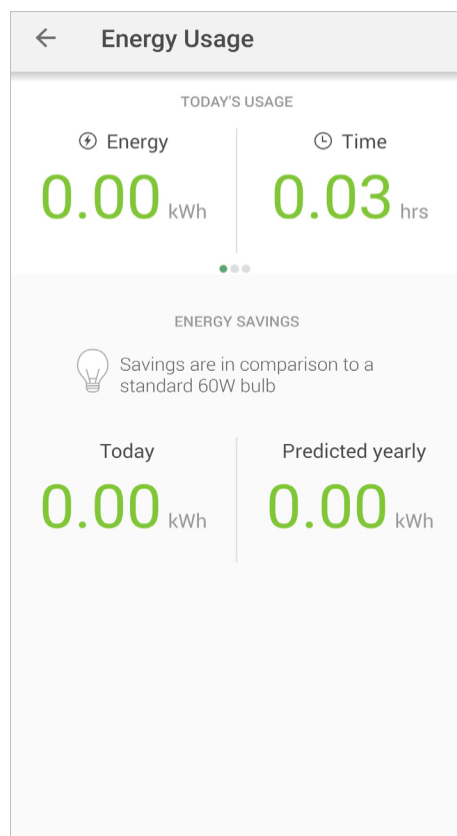 Energy Usage
TODAY'S USAGE
Energy
Time
0.00 kWh
0.03 hrs
ENERGY SAVINGS
Savings are in comparison to a
standard 60W bulb
Today
Predicted yearly
0.00 kWh
0.00 kWh